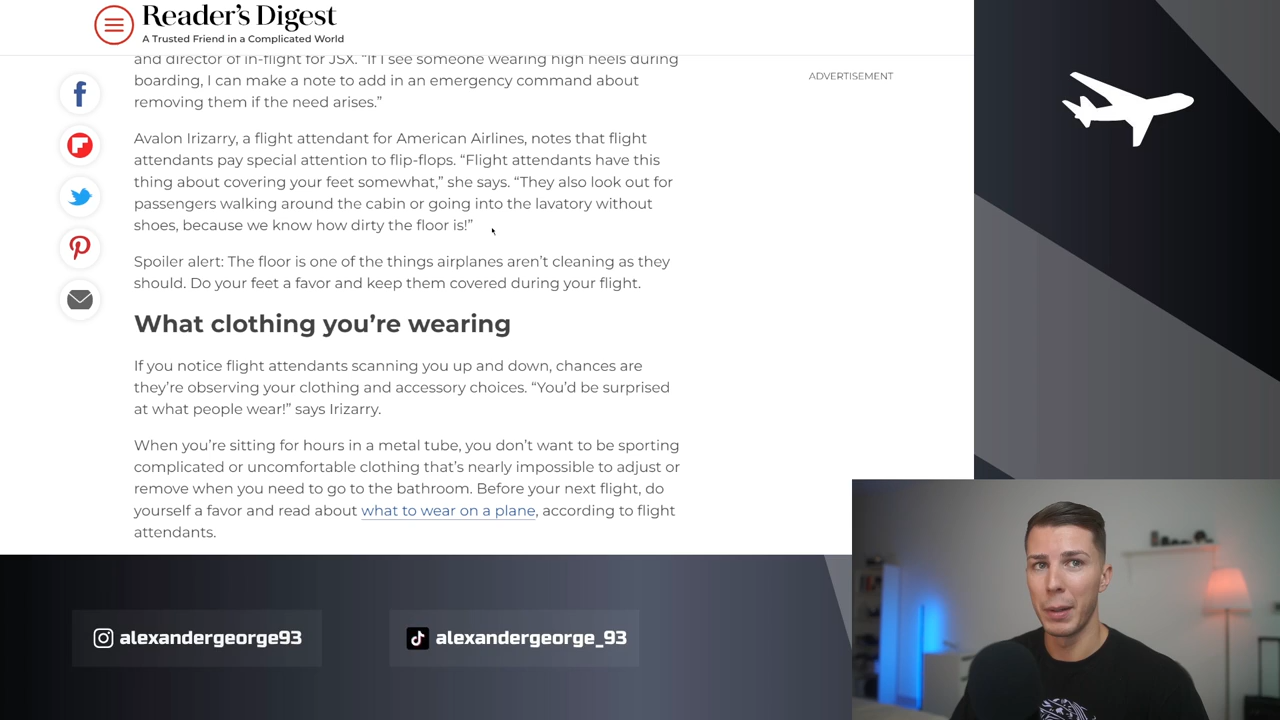 Reader's Digest
A Trusted Friend in a Complicated World
and director of in-flight for JSX. “If I see someone wearing high heels during
boarding, I can make a note to add in an emergency command about
removing them if the need arises.”
ADVERTISEMENT
Avalon Irizarry, a flight attendant for American Airlines, notes that flight
attendants pay special attention to flip-flops. “Flight attendants have this
thing about covering your feet somewhat,” she says. “They also look out for
passengers walking around the cabin or going into the lavatory without
shoes, because we know how dirty the floor is!”
Spoiler alert: The floor is one of the things airplanes aren’t cleaning as they
should. Do your feet a favor and keep them covered during your flight.
What clothing you’re wearing
If you notice flight attendants scanning you up and down, chances are
they’re observing your clothing and accessory choices. “You’d be surprised
at what people wear!” says Irizarry.
When you’re sitting for hours in a metal tube, you don’t want to be sporting
complicated or uncomfortable clothing that’s nearly impossible to adjust or
remove when you need to go to the bathroom. Before your next flight, do
yourself a favor and read about what to wear on a plane, according to flight
attendants.
alexandergeorge93
alexandergeorge_93